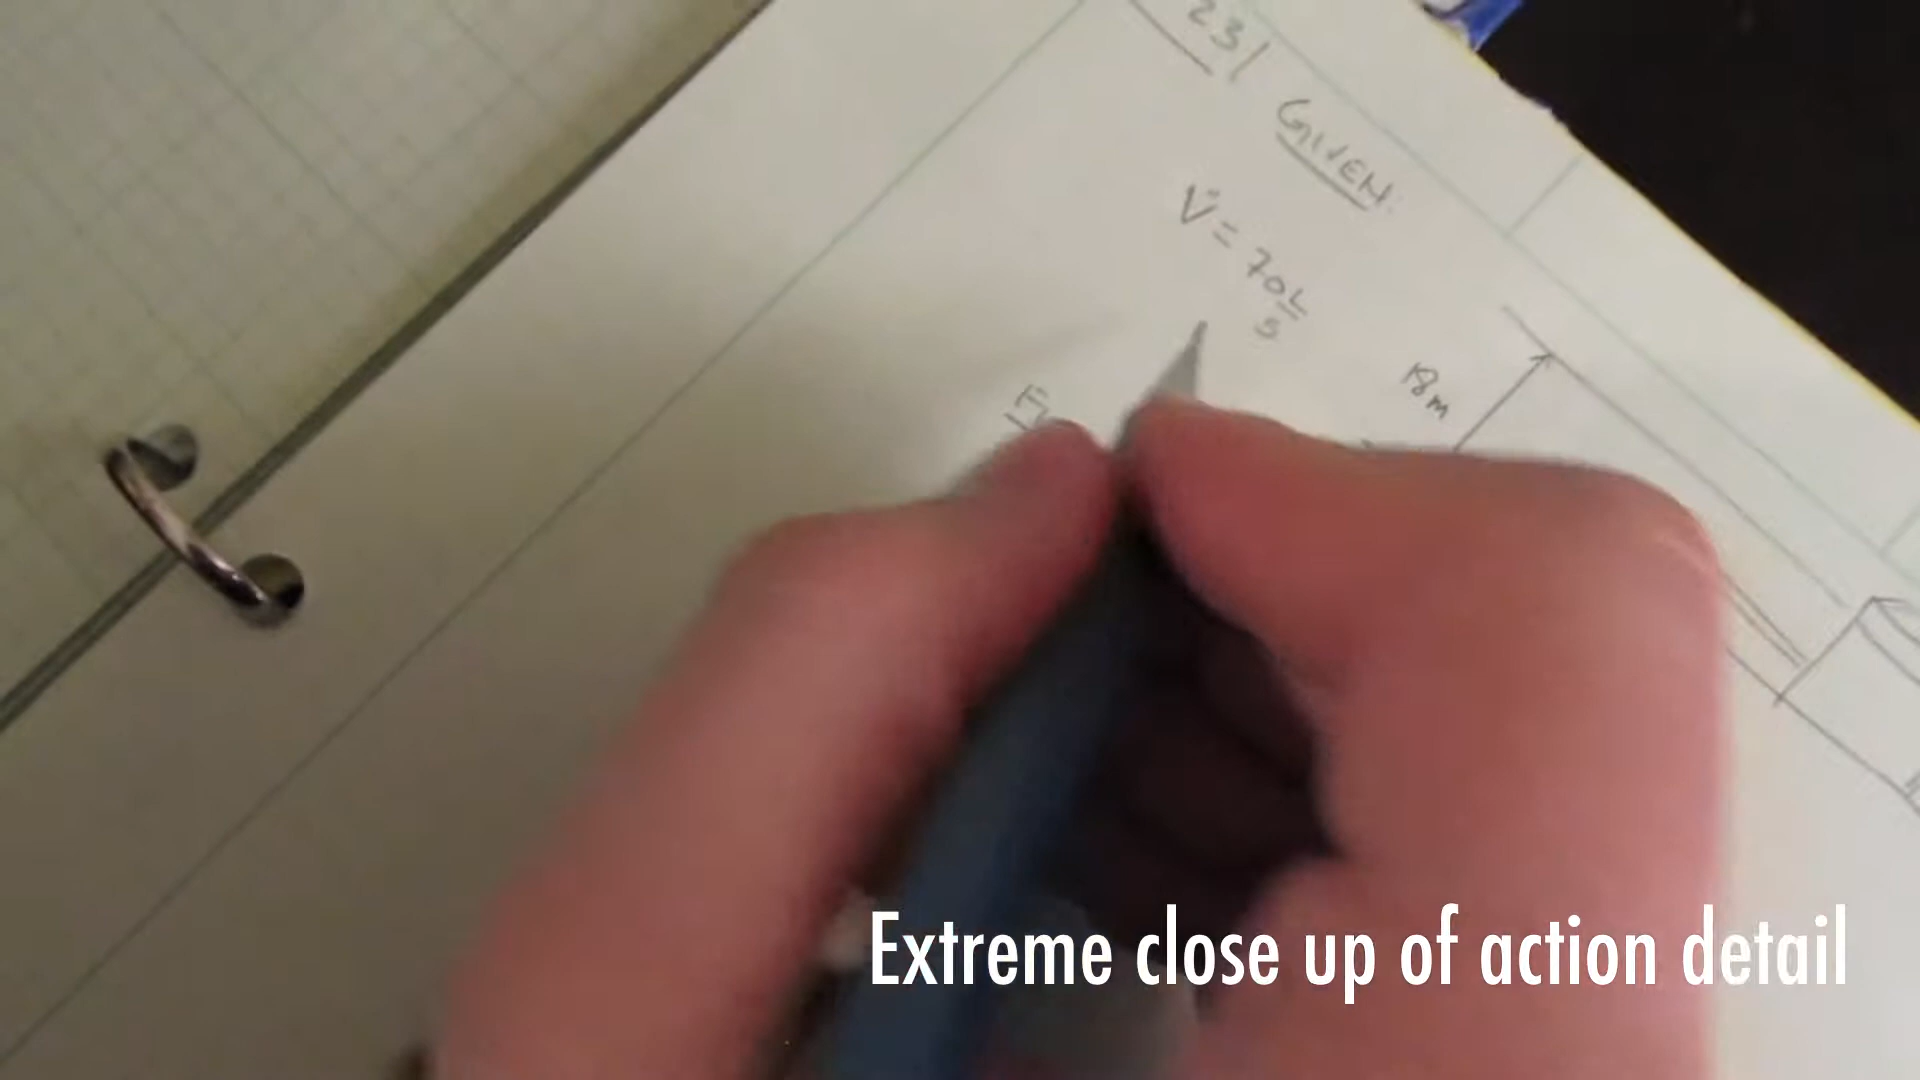 23
GIVEN:
V̇ = 70 L/s
18m
Extreme close up of action detail